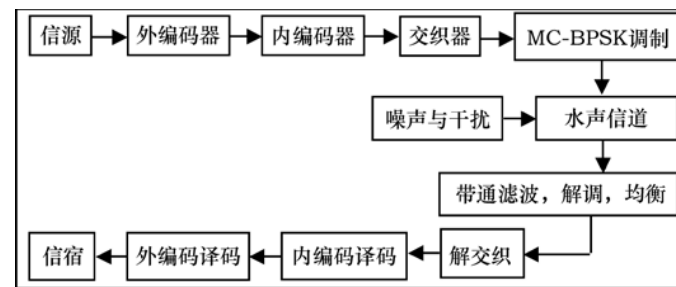 信源
外编码器
内编码器
交织器
MC-BPSK调制
噪声与干扰
水声信道
带通滤波，解调，均衡
信宿
外编码译码
内编码译码
解交织